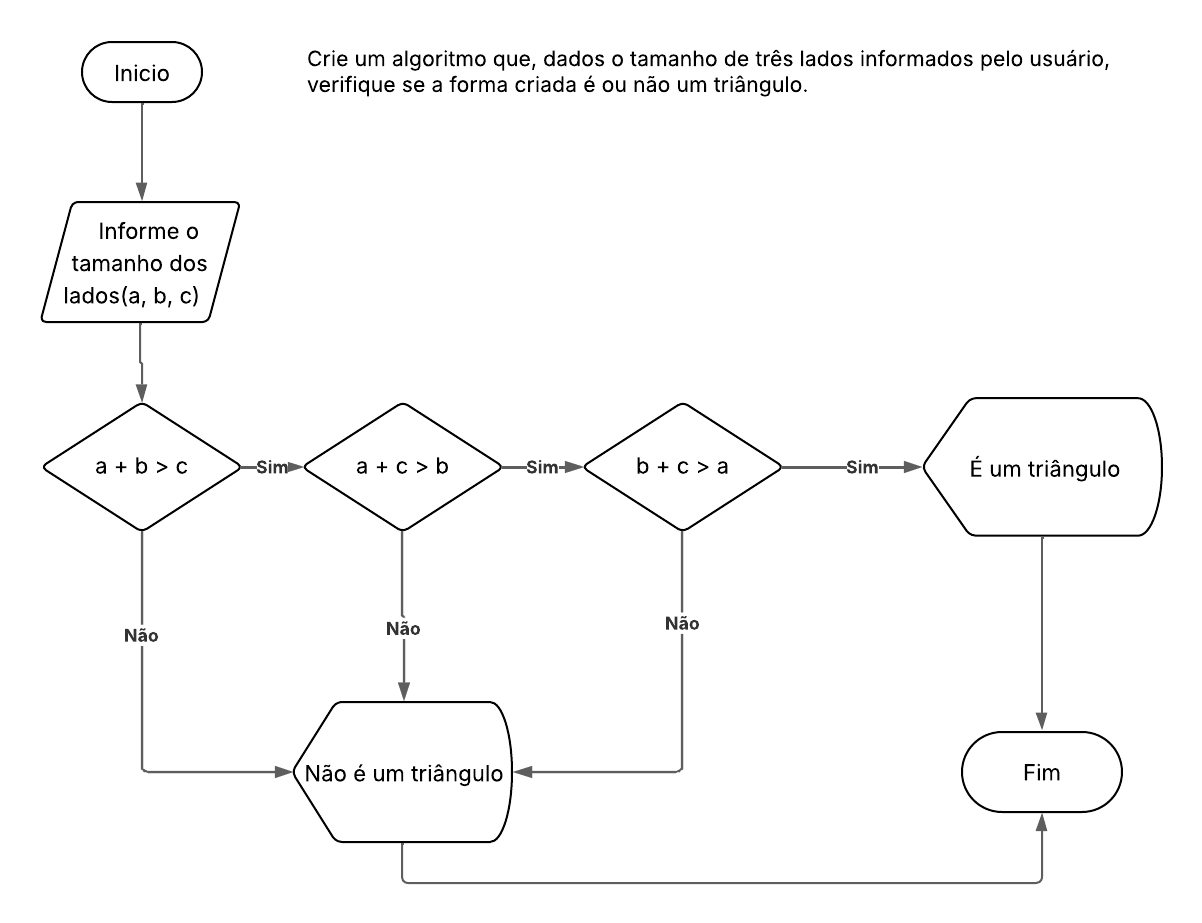 Inicio
Crie um algoritmo que, dados o tamanho de três lados informados pelo usuário,
verifique se a forma criada é ou não um triângulo.
Informe o
tamanho dos
lados(a, b, c)
a + b > c
Sim
a + c > b
Sim
b + c > a
Sim
É um triângulo
Não
Não
Não
Não é um triângulo
Fim